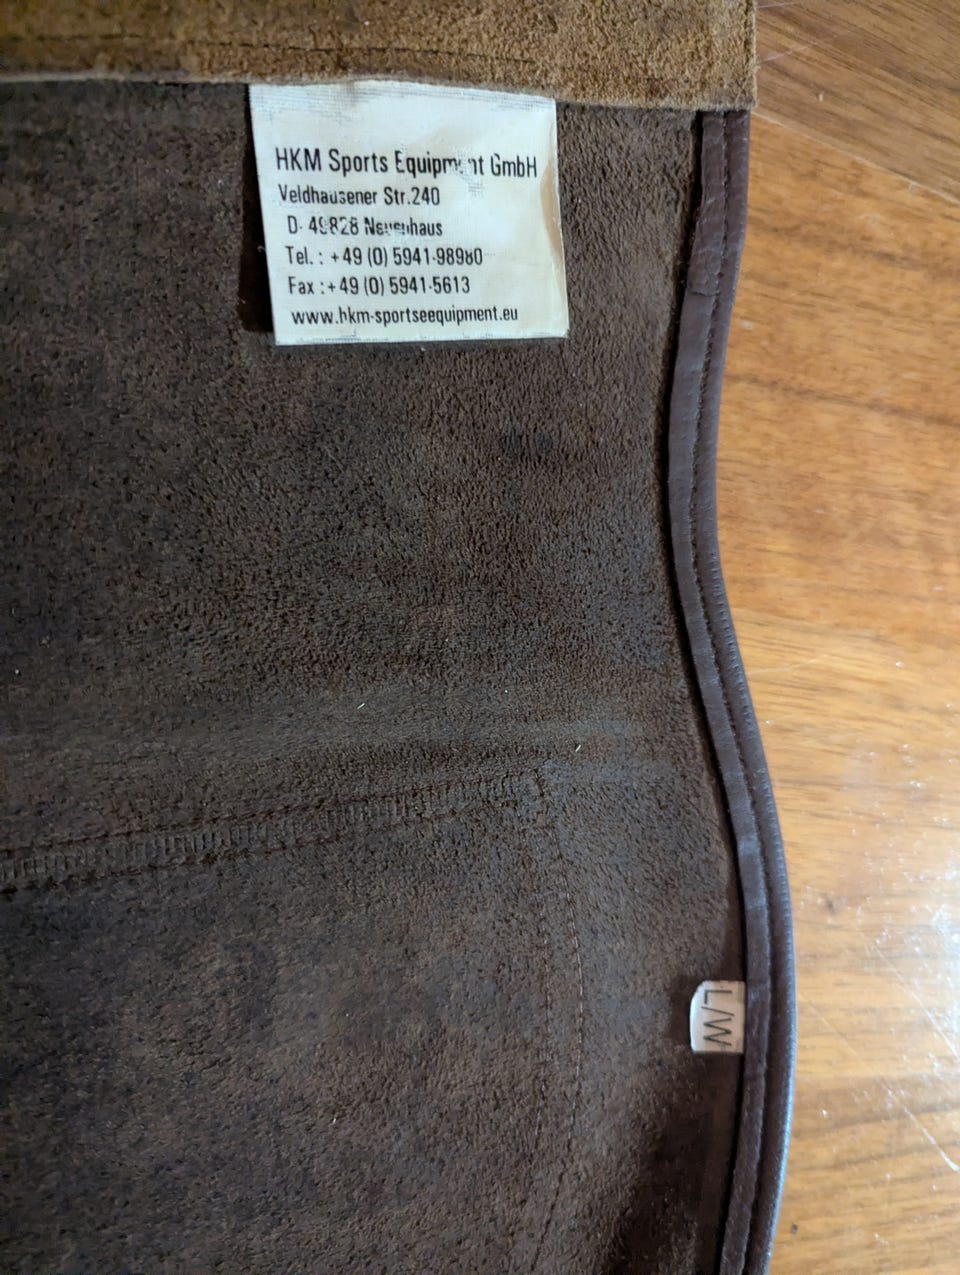 HKM Sports Equipment GmbH
Veldhausener Str.240
D- 49828 Neuenhaus
Tel. : +49 (0) 5941-98980
Fax :+49 (0) 5941-5613
www.hkm-sportseequipment.eu
L/W